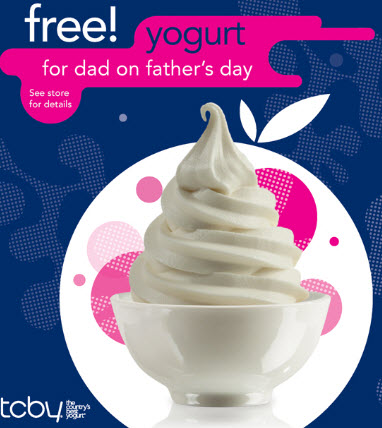 free! yogurt
for dad on father's day
See store
for details
tcby. the
country's
best
yogurt.